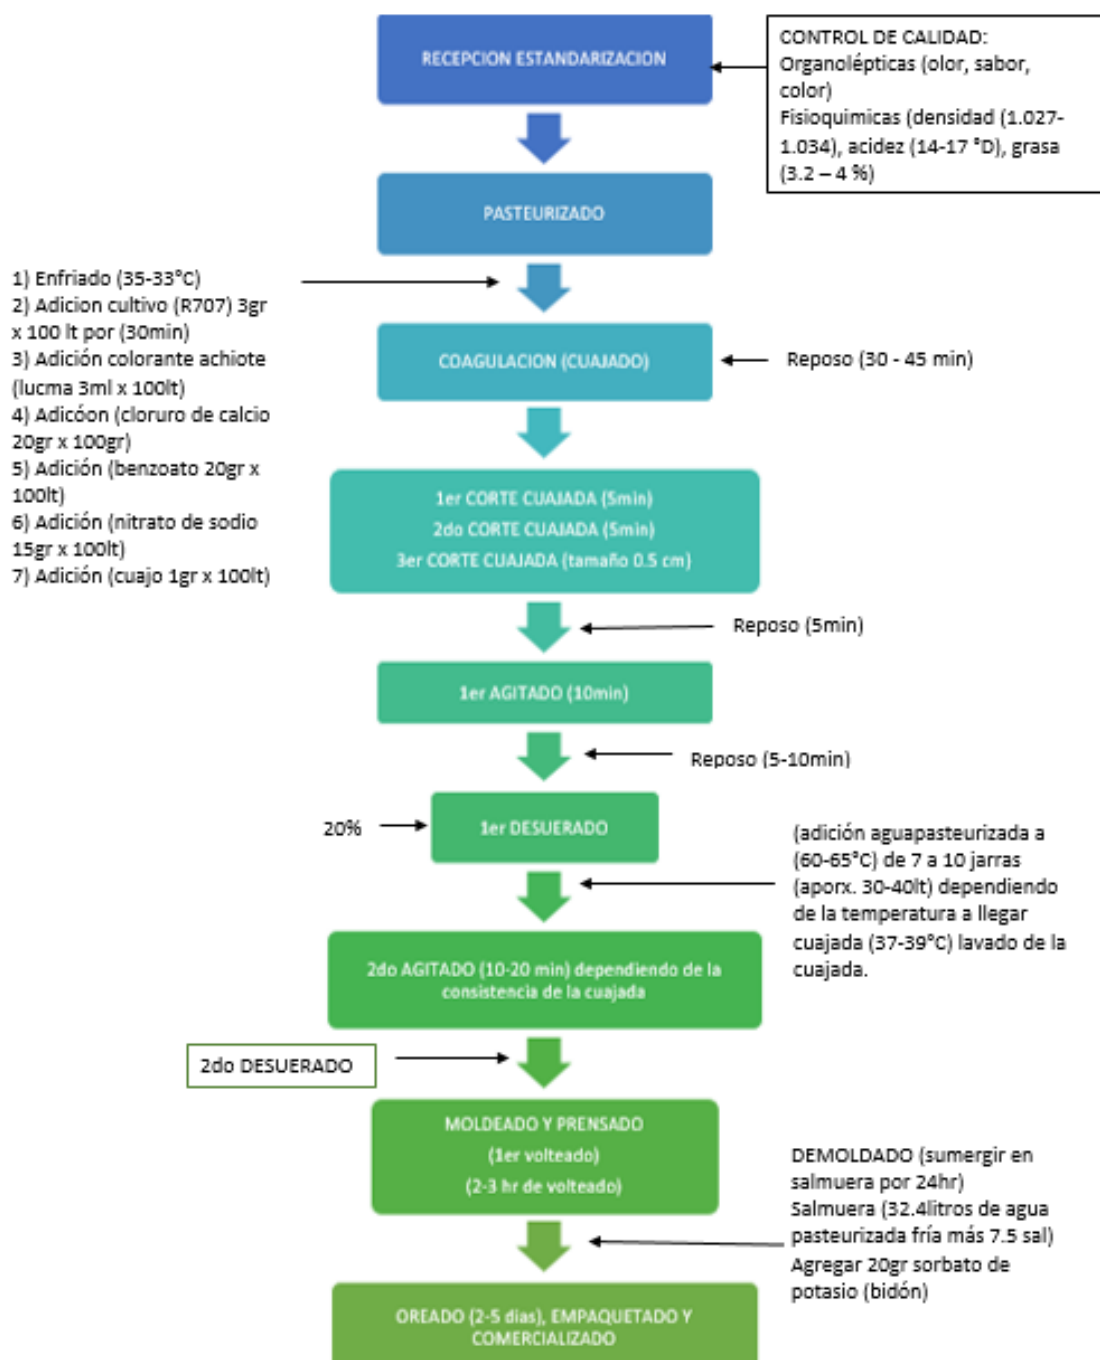 RECEPCION ESTANDARIZACION
CONTROL DE CALIDAD:
Organolépticas (olor, sabor,
color)
Fisioquimicas (densidad (1.027-
1.034), acidez (14-17 °D), grasa
(3.2 – 4 %)
PASTEURIZADO
1) Enfriado (35-33°C)
2) Adicion cultivo (R707) 3gr
x 100 lt por (30min)
3) Adición colorante achiote
(lucma 3ml x 100lt)
4) Adicóon (cloruro de calcio
20gr x 100gr)
5) Adición (benzoato 20gr x
100lt)
6) Adición (nitrato de sodio
15gr x 100lt)
7) Adición (cuajo 1gr x 100lt)
COAGULACION (CUAJADO)
Reposo (30 - 45 min)
1er CORTE CUAJADA (5min)
2do CORTE CUAJADA (5min)
3er CORTE CUAJADA (tamaño 0.5 cm)
Reposo (5min)
1er AGITADO (10min)
Reposo (5-10min)
20%
1er DESUERADO
(adición aguapasteurizada a
(60-65°C) de 7 a 10 jarras
(aporx. 30-40lt) dependiendo
de la temperatura a llegar
cuajada (37-39°C) lavado de la
cuajada.
2do AGITADO (10-20 min) dependiendo de la
consistencia de la cuajada
2do DESUERADO
MOLDEADO Y PRENSADO
(1er volteado)
(2-3 hr de volteado)
DEMOLDADO (sumergir en
salmuera por 24hr)
Salmuera (32.4litros de agua
pasteurizada fría más 7.5 sal)
Agregar 20gr sorbato de
potasio (bidón)
OREADO (2-5 dias), EMPAQUETADO Y
COMERCIALIZADO